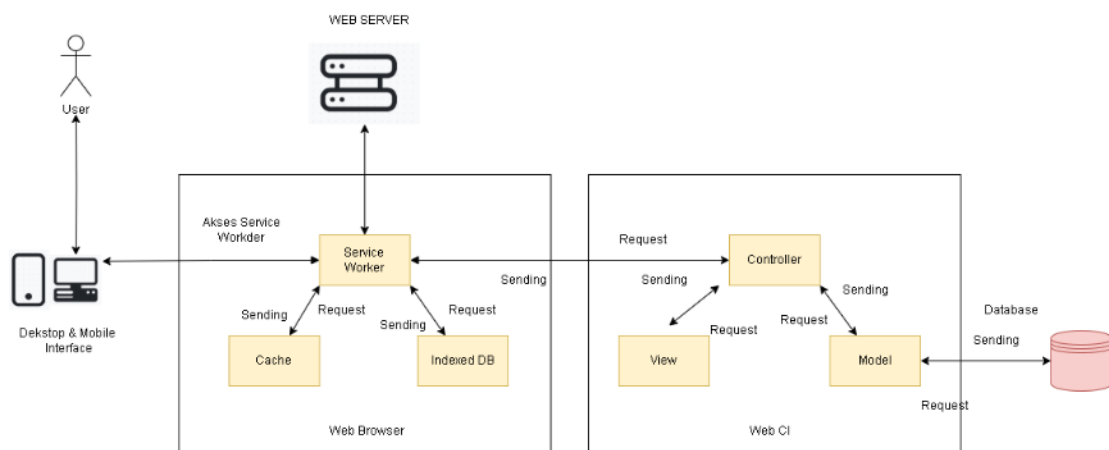 WEB SERVER
User
Akses Service
Workder
Service
Worker
Request
Sending
Controller
Sending
Request
Sending
Request
Sending
Request
Sending
Request
Database
Sending
Dekstop & Mobile
Interface
Cache
Indexed DB
View
Model
Request
Web Browser
Web CI